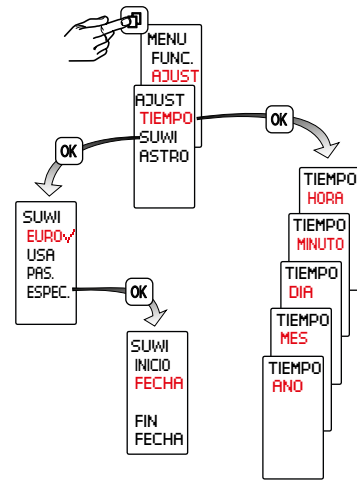 MENU
FUNC.
AJUST
AJUST
TIEMPO
SUWI
ASTRO
OK
OK
SUWI
EURO✓
USA
PAS.
ESPEC.
OK
SUWI
INICIO
FECHA
FIN
FECHA
TIEMPO
HORA
TIEMPO
MINUTO
TIEMPO
DIA
TIEMPO
MES
TIEMPO
ANO